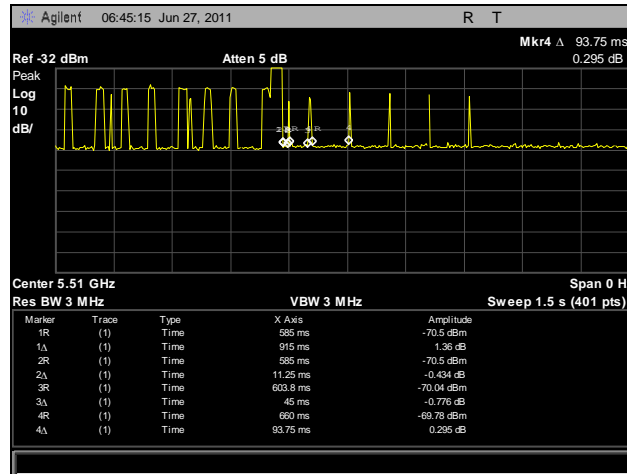 Agilent 06:45:15 Jun 27, 2011 R T
Mkr4 Δ 93.75 ms
Ref -32 dBm Atten 5 dB 0.295 dB
Peak
Log
10
dB/
Center 5.51 GHz Span 0 H
Res BW 3 MHz VBW 3 MHz Sweep 1.5 s (401 pts)
Marker Trace Type X Axis Amplitude
1R (1) Time 585 ms -70.5 dBm
1Δ (1) Time 915 ms 1.36 dB
2R (1) Time 585 ms -70.5 dBm
2Δ (1) Time 11.25 ms -0.434 dB
3R (1) Time 603.8 ms -70.04 dBm
3Δ (1) Time 45 ms -0.776 dB
4R (1) Time 660 ms -69.78 dBm
4Δ (1) Time 93.75 ms 0.295 dB